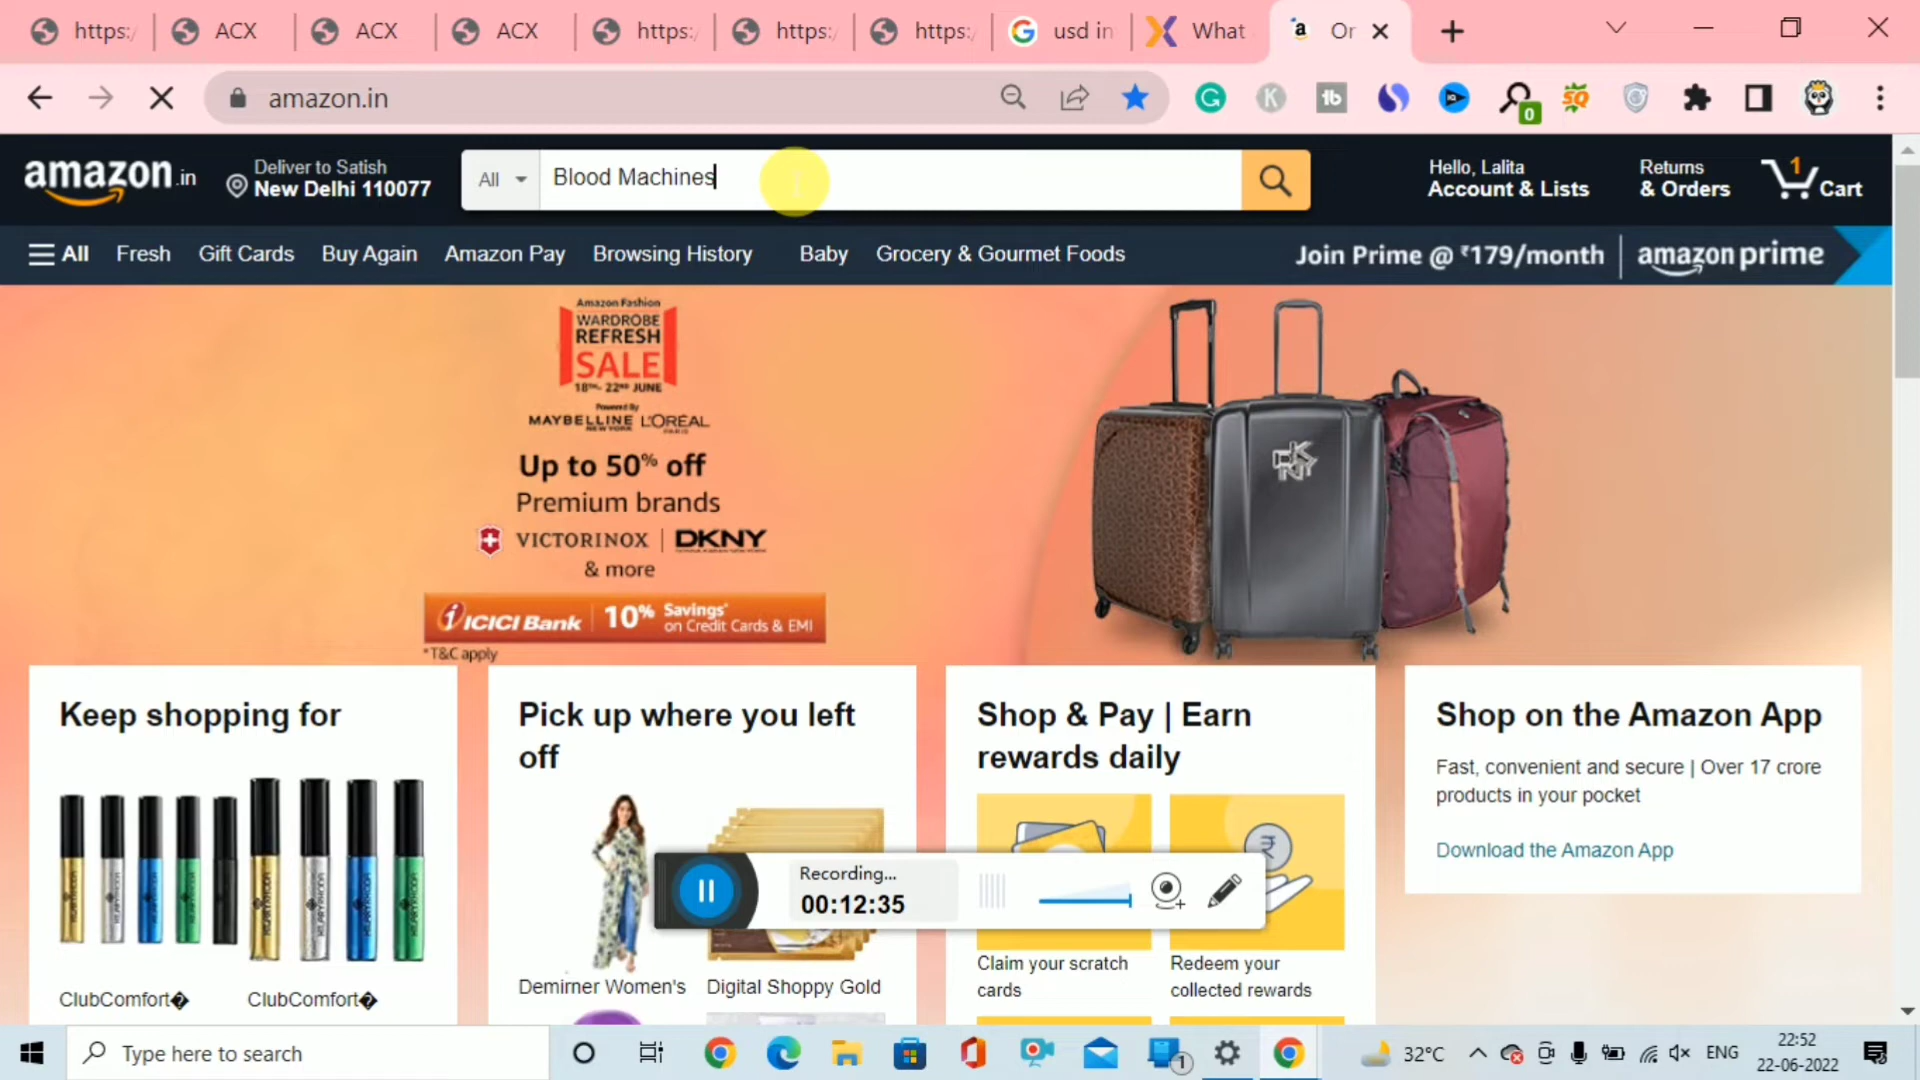 https:/
ACX
ACX
ACX
https:/
https:/
https:/
usd in
What
Or
amazon.in
0
amazon.in
Deliver to Satish
New Delhi 110077
All
Blood Machines
Hello, Lalita
Account & Lists
Returns
& Orders
1
Cart
All
Fresh
Gift Cards
Buy Again
Amazon Pay
Browsing History
Baby
Grocery & Gourmet Foods
Join Prime @ ₹179/month
amazon prime
Amazon Fashion
WARDROBE
REFRESH
SALE
18TH- 22ND JUNE
Powered By
MAYBELLINE L'ORÉAL
NEW YORK PARIS
Up to 50% off
Premium brands
VICTORINOX | DKNY
& more
ICICI Bank
10% Savings*
on Credit Cards & EMI
*T&C apply
DKNY
Keep shopping for
ClubComfort�
ClubComfort�
Pick up where you left
off
Demirner Women's
Digital Shoppy Gold
Shop & Pay | Earn
rewards daily
Claim your scratch
cards
Redeem your
collected rewards
Shop on the Amazon App
Fast, convenient and secure | Over 17 crore
products in your pocket
Download the Amazon App
Recording...
00:12:35
Type here to search
1
32°C
ENG
22:52
22-06-2022